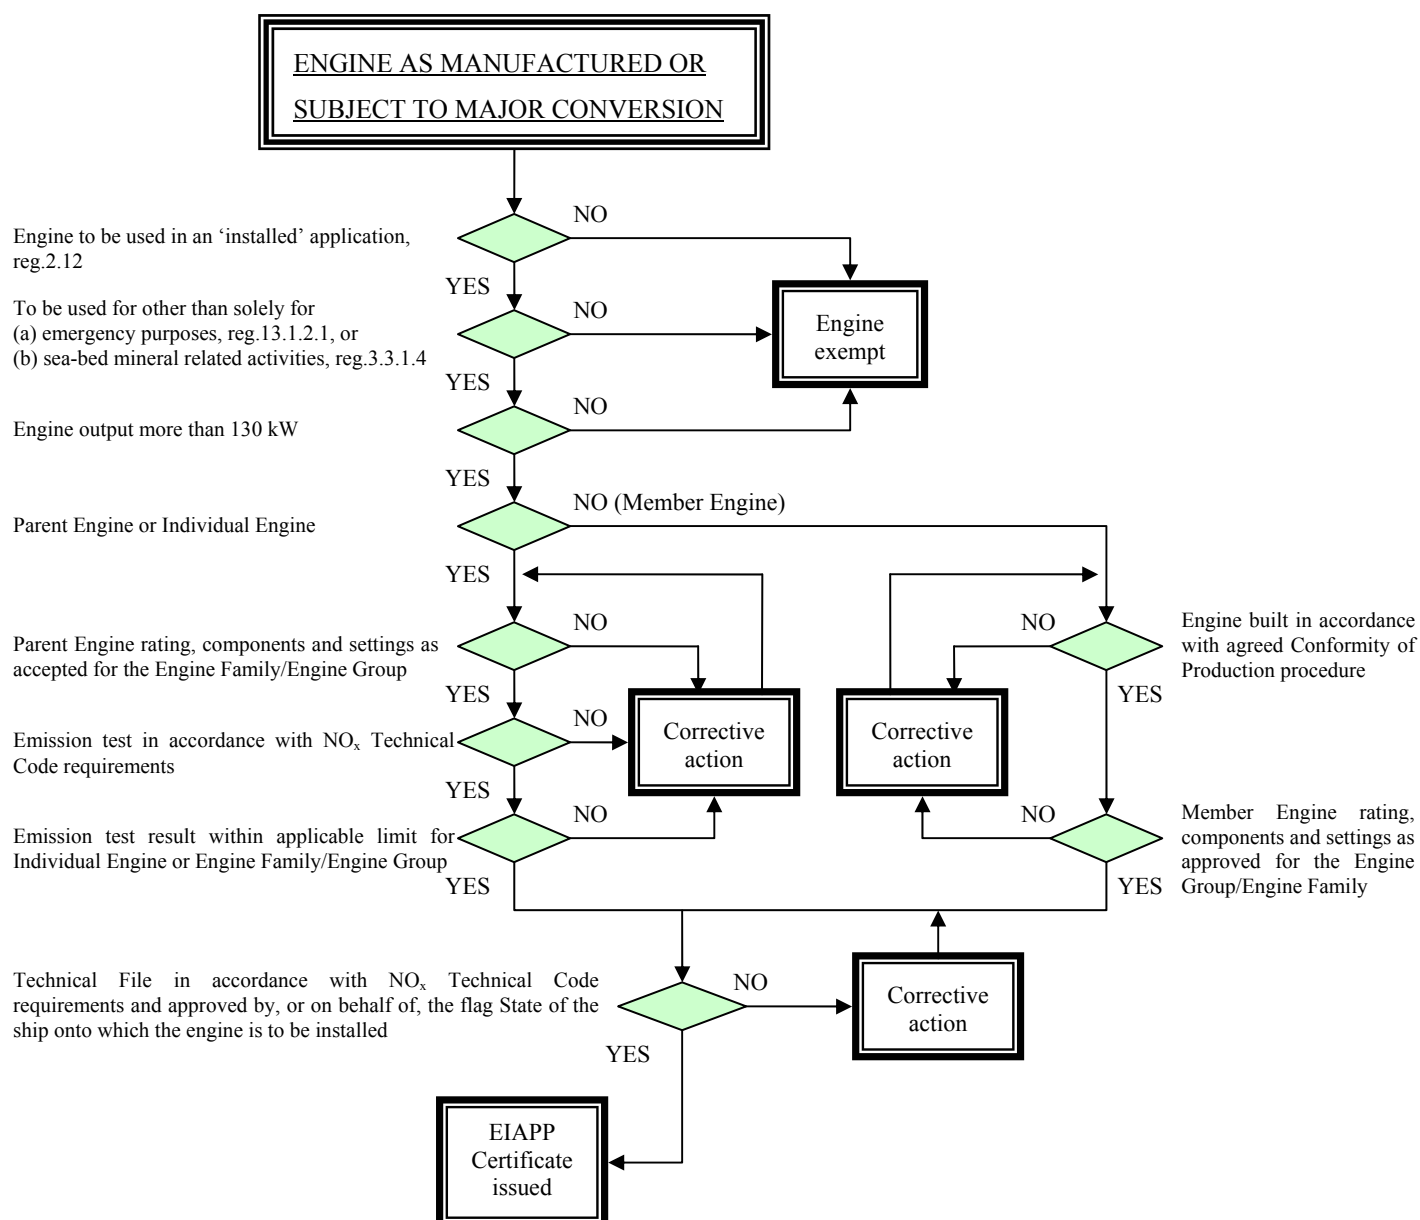 ENGINE AS MANUFACTURED OR
SUBJECT TO MAJOR CONVERSION
NO
Engine to be used in an ‘installed’ application,
reg.2.12
YES
To be used for other than solely for
(a) emergency purposes, reg.13.1.2.1, or
(b) sea-bed mineral related activities, reg.3.3.1.4
NO
Engine
exempt
YES
NO
Engine output more than 130 kW
YES
NO (Member Engine)
Parent Engine or Individual Engine
YES
NO
Parent Engine rating, components and settings as
accepted for the Engine Family/Engine Group
NO
Engine built in accordance
with agreed Conformity of
Production procedure
YES
YES
NO
Emission test in accordance with NOx Technical
Code requirements
Corrective
action
Corrective
action
YES
NO
Emission test result within applicable limit for
Individual Engine or Engine Family/Engine Group
YES
NO
Member Engine rating,
components and settings as
approved for the Engine
Group/Engine Family
YES
Technical File in accordance with NOx Technical Code
requirements and approved by, or on behalf of, the flag State of the
ship onto which the engine is to be installed
NO
Corrective
action
YES
EIAPP
Certificate
issued